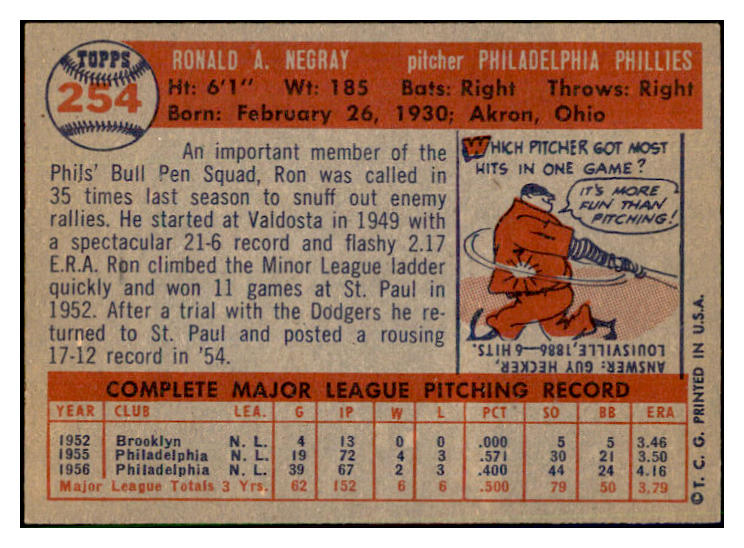 TOPPS
254
RONALD A. NEGRAY pitcher PHILADELPHIA PHILLIES
Ht: 6'1" Wt: 185 Bats: Right Throws: Right
Born: February 26, 1930; Akron, Ohio
An important member of the
Phils' Bull Pen Squad, Ron was called in
35 times last season to snuff out enemy
rallies. He started at Valdosta in 1949 with
a spectacular 21-6 record and flashy 2.17
E.R.A. Ron climbed the Minor League ladder
quickly and won 11 games at St. Paul in
1952. After a trial with the Dodgers he re-
turned to St. Paul and posted a rousing
17-12 record in '54.
WHICH PITCHER GOT MOST
HITS IN ONE GAME?
IT'S MORE
FUN THAN
PITCHING!
ANSWER: GUY HECKER,
LOUISVILLE, 1886-6 HITS.
COMPLETE MAJOR LEAGUE PITCHING RECORD
YEAR CLUB LEA. G IP W L PCT SO BB ERA
1952 Brooklyn N. L. 4 13 0 0 .000 5 5 3.46
1955 Philadelphia N. L. 19 72 4 3 .571 30 21 3.50
1956 Philadelphia N. L. 39 67 2 3 .400 44 24 4.16
Major League Totals 3 Yrs. 62 152 6 6 .500 79 50 3.79
© T. C. G. PRINTED IN U.S.A.